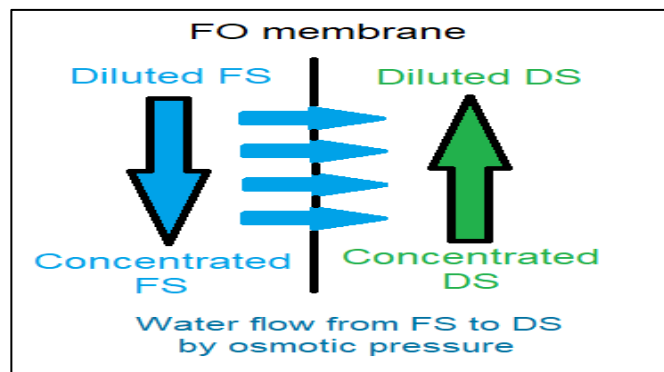 FO membrane
Diluted FS
Diluted DS
Concentrated
FS
Concentrated
DS
Water flow from FS to DS
by osmotic pressure